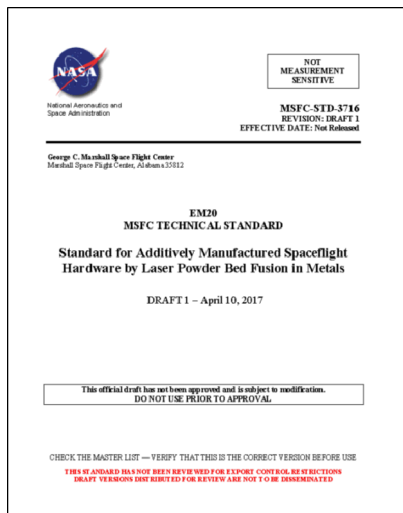 NASA
NOT
MEASUREMENT
SENSITIVE
National Aeronautics and
Space Administration
MSFC-STD-3716
REVISION: DRAFT 1
EFFECTIVE DATE: Not Released
George C. Marshall Space Flight Center
Marshall Space Flight Center, Alabama 35812
EM20
MSFC TECHNICAL STANDARD
Standard for Additively Manufactured Spaceflight
Hardware by Laser Powder Bed Fusion in Metals
DRAFT 1 – April 10, 2017
This official draft has not been approved and is subject to modification.
DO NOT USE PRIOR TO APPROVAL
CHECK THE MASTER LIST — VERIFY THAT THIS IS THE CORRECT VERSION BEFORE USE
THIS STANDARD HAS NOT BEEN REVIEWED FOR EXPORT CONTROL RESTRICTIONS
DRAFT VERSIONS DISTRIBUTED FOR REVIEW ARE NOT TO BE DISSEMINATED